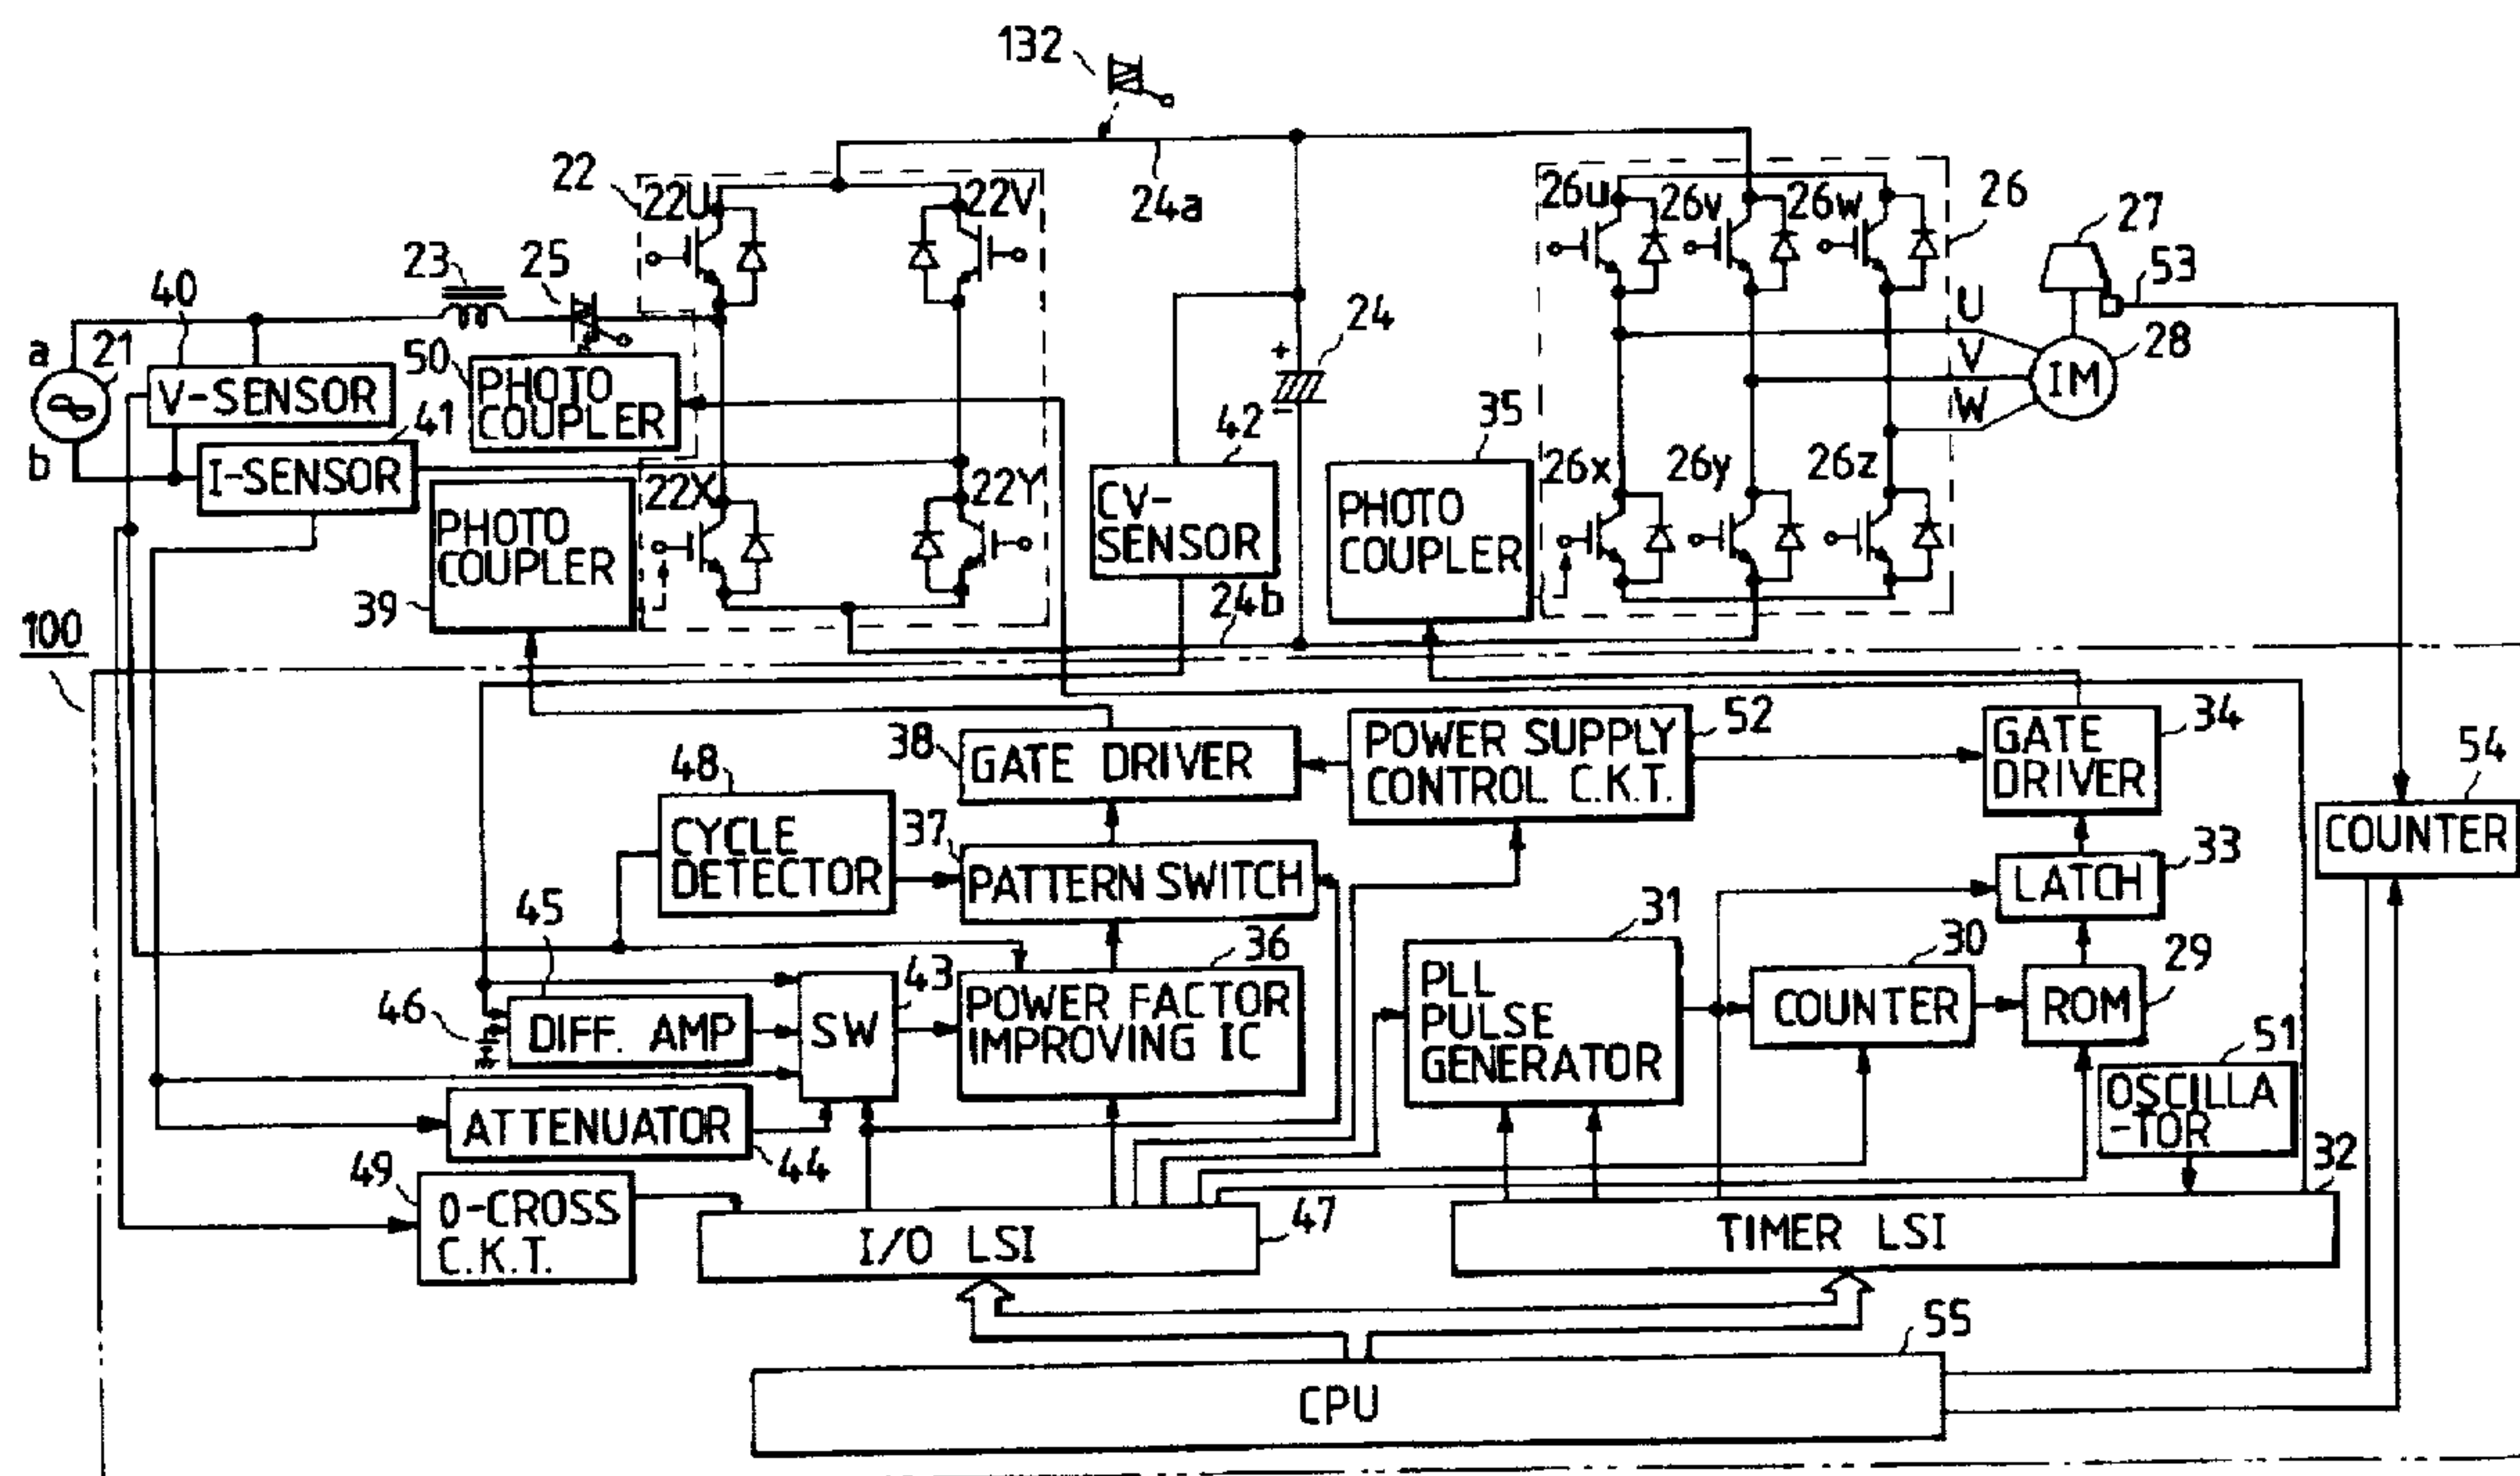 132
22
22U
22V
24a
26u
26v
26w
26
27
53
40
23
25
24
+
-
U
V
W
28
IM
a
21
b
50
V-SENSOR
PHOTO
COUPLER
41
I-SENSOR
42
35
22X
22Y
CV-
SENSOR
PHOTO
COUPLER
26x
26y
26z
PHOTO
COUPLER
39
24b
100
38
GATE DRIVER
POWER SUPPLY
CONTROL C.K.T.
52
GATE
DRIVER
34
54
COUNTER
48
CYCLE
DETECTOR
37
PATTERN SWITCH
LATCH
33
45
31
36
43
30
29
46
DIFF. AMP
SW
POWER FACTOR
IMPROVING IC
PLL
PULSE
GENERATOR
COUNTER
ROM
51
OSCILLA
-TOR
ATTENUATOR
44
32
49
0-CROSS
C.K.T.
I/O LSI
47
TIMER LSI
55
CPU